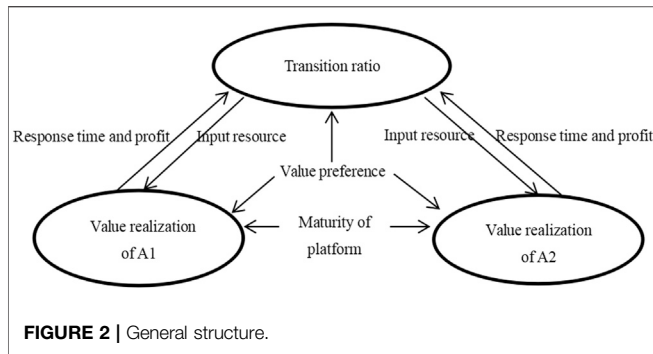 Transition ratio
Response time and profit
Input resource
Input resource
Response time and profit
Value preference
Value realization
of A1
Maturity of
platform
Value realization
of A2
FIGURE 2 | General structure.